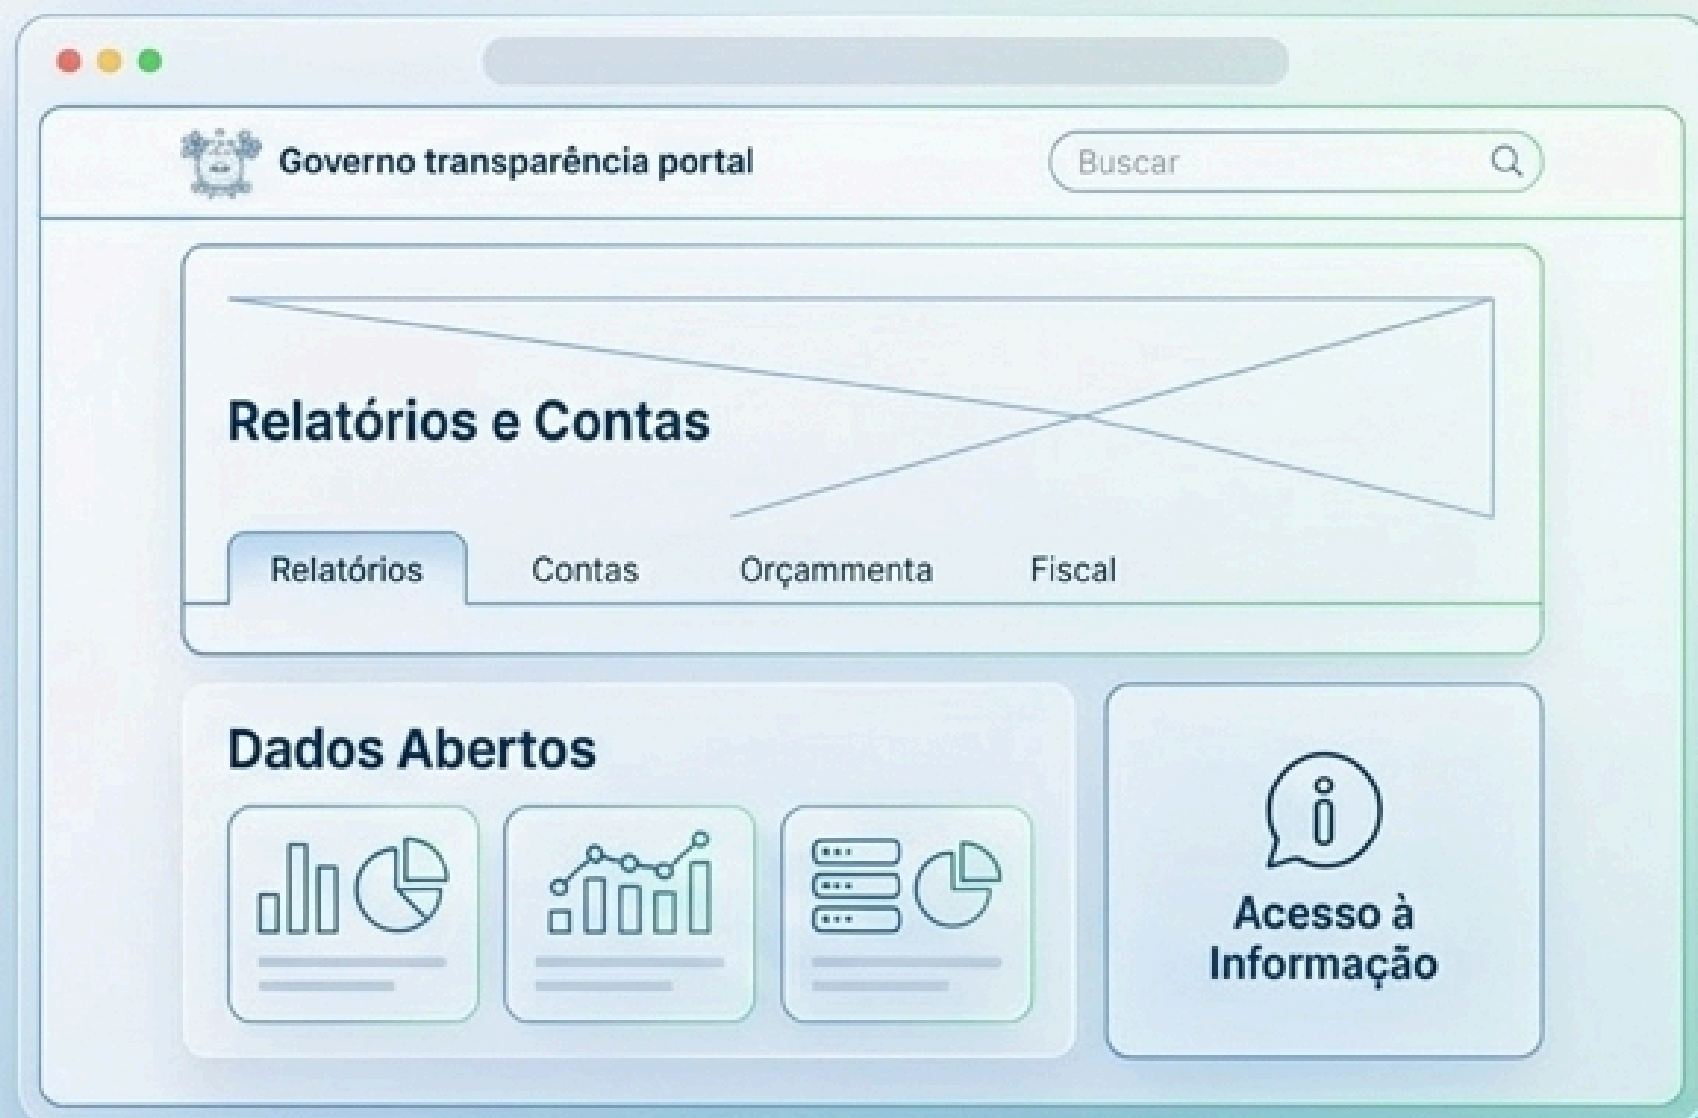 Governo transparência portal
Buscar
Relatórios e Contas
Relatórios
Contas
Orçammenta
Fiscal
Dados Abertos
Acesso à
Informação